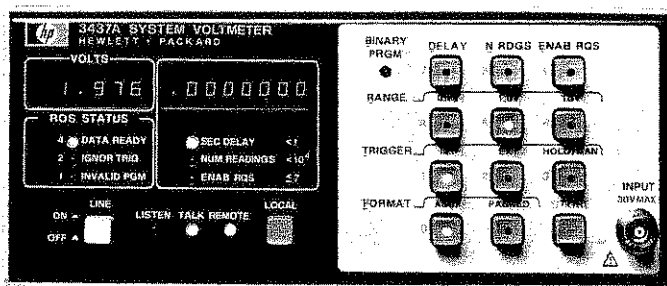 hp 3437A SYSTEM VOLTMETER
HEWLETT · PACKARD
VOLTS
1.976 .0000000
RQS STATUS
4 DATA READY
2 IGNOR TRIG
1 INVALID PGM
SEC DELAY <1
NUM READINGS <10⁴
ENAB RQS ≤7
LINE
ON
OFF
LISTEN TALK REMOTE
LOCAL
BINARY PRGM
DELAY N RDGS ENAB RQS
RANGE
TRIGGER
HOLD/MAN
FORMAT
ASCII PACKED
INPUT